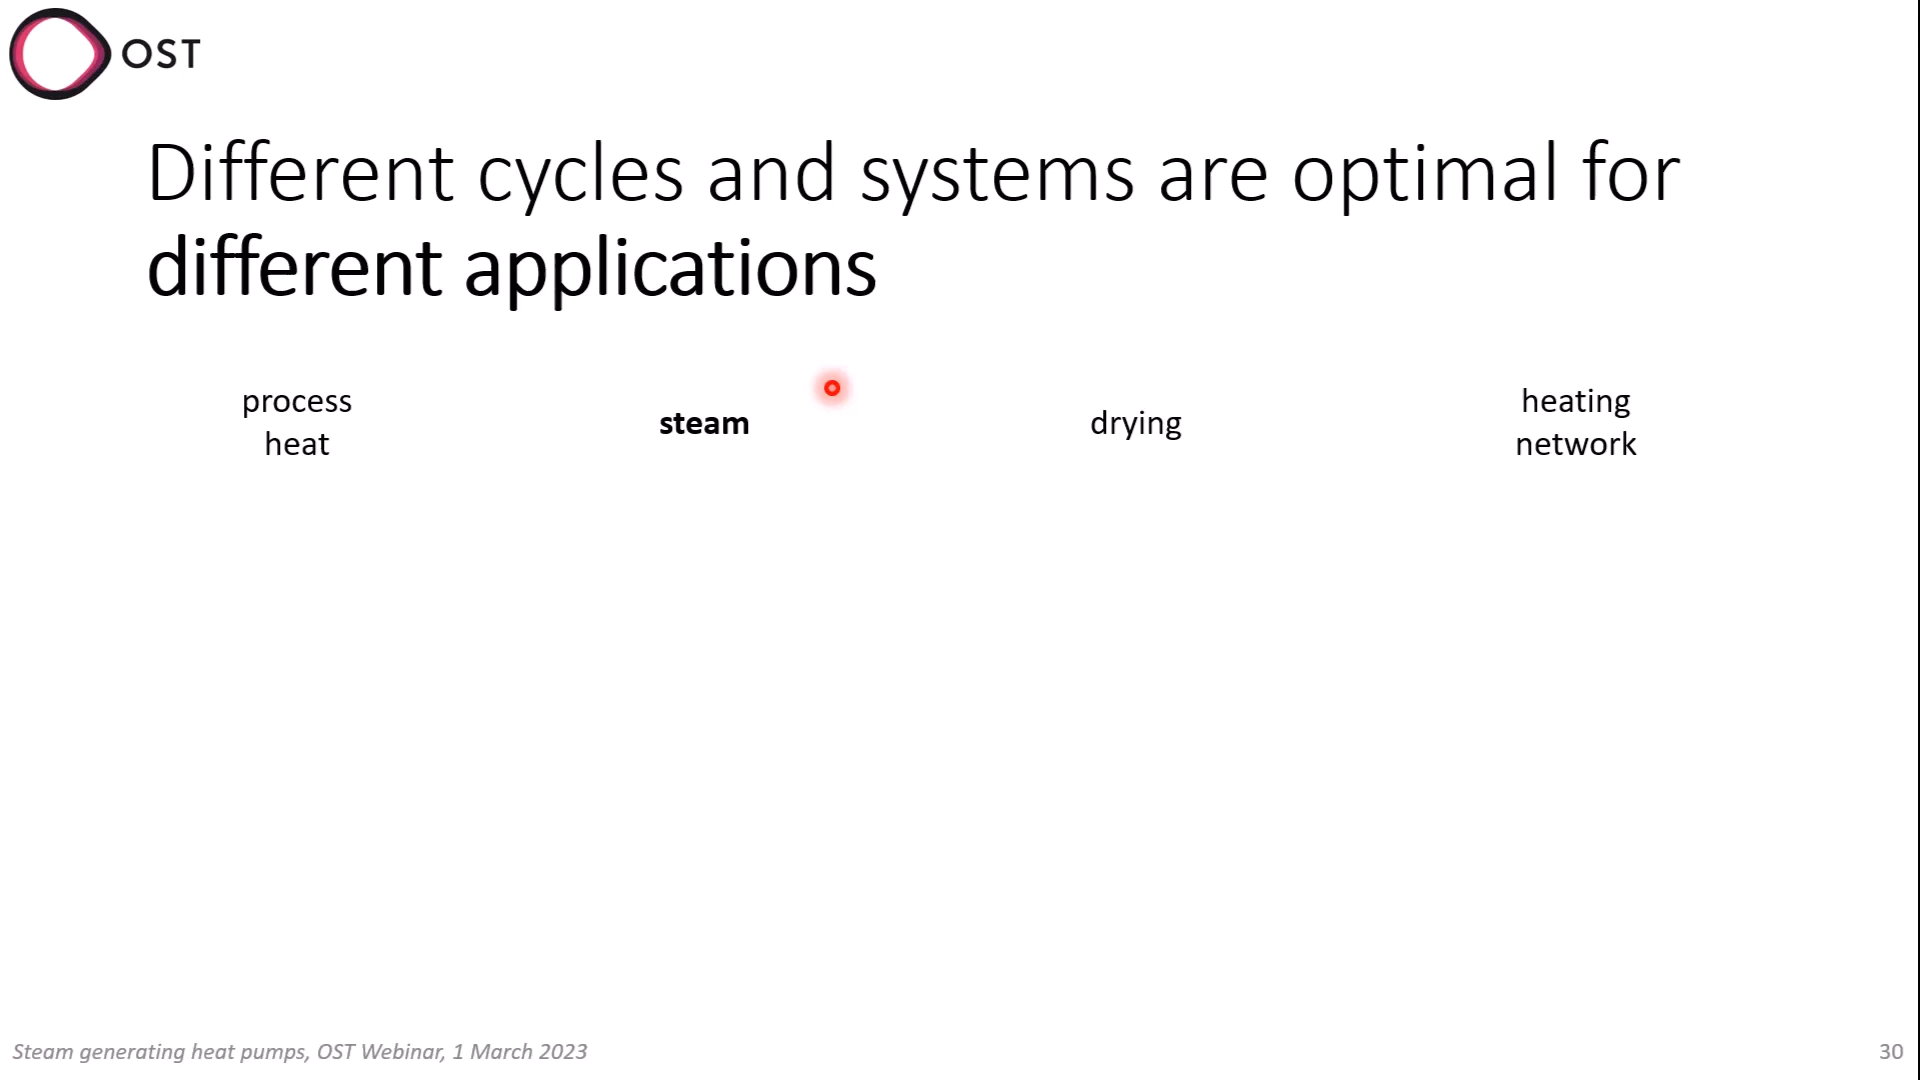 OST
Different cycles and systems are optimal for
different applications
process
heat
steam
drying
heating
network
Steam generating heat pumps, OST Webinar, 1 March 2023
30